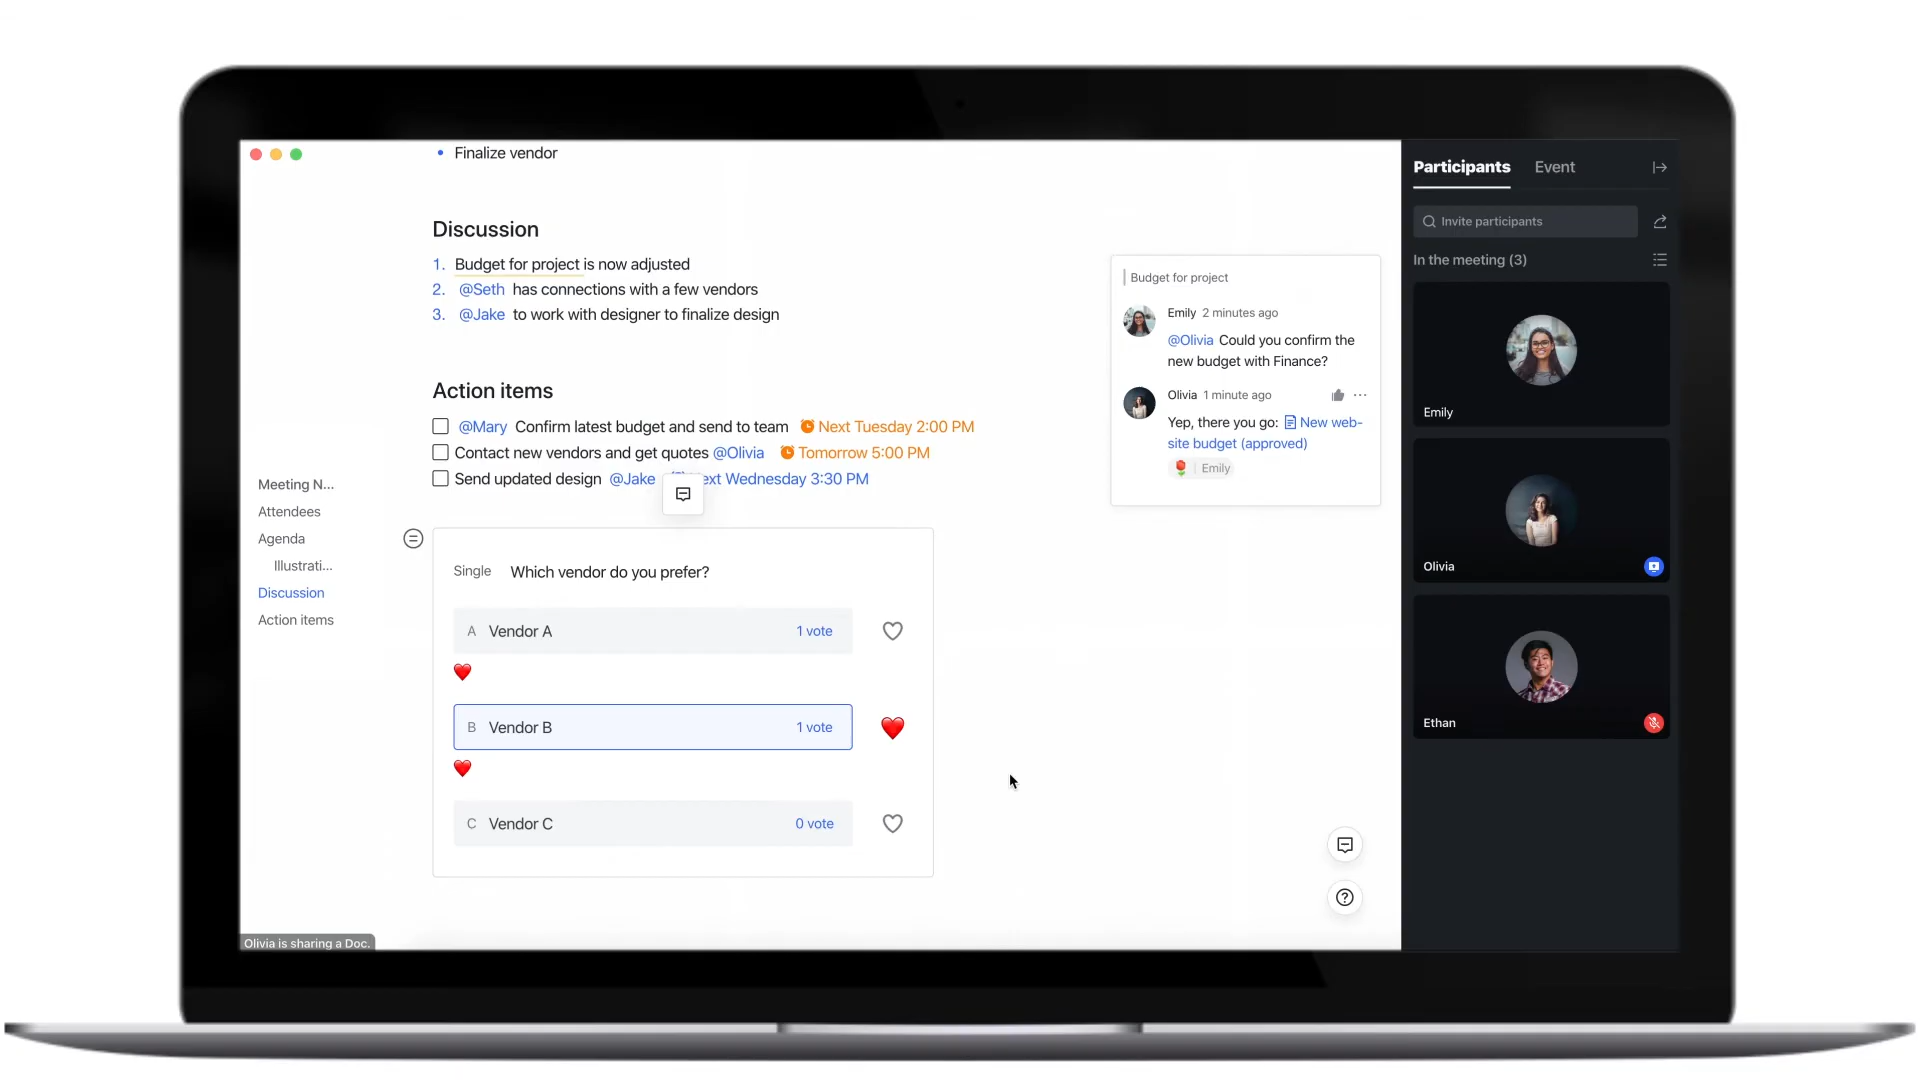 Finalize vendor
Discussion
1. Budget for project is now adjusted
2. @Seth has connections with a few vendors
3. @Jake to work with designer to finalize design
Action items
@Mary Confirm latest budget and send to team Next Tuesday 2:00 PM
Contact new vendors and get quotes @Olivia Tomorrow 5:00 PM
Send updated design @Jake Wednesday 3:30 PM
Meeting N...
Attendees
Agenda
Illustrati...
Discussion
Action items
Single Which vendor do you prefer?
A Vendor A 1 vote
B Vendor B 1 vote
C Vendor C 0 vote
Olivia is sharing a Doc.
Budget for project
Emily 2 minutes ago
@Olivia Could you confirm the
new budget with Finance?
Olivia 1 minute ago
Yep, there you go: New web-
site budget (approved)
Emily
Participants Event
Invite participants
In the meeting (3)
Emily
Olivia
Ethan